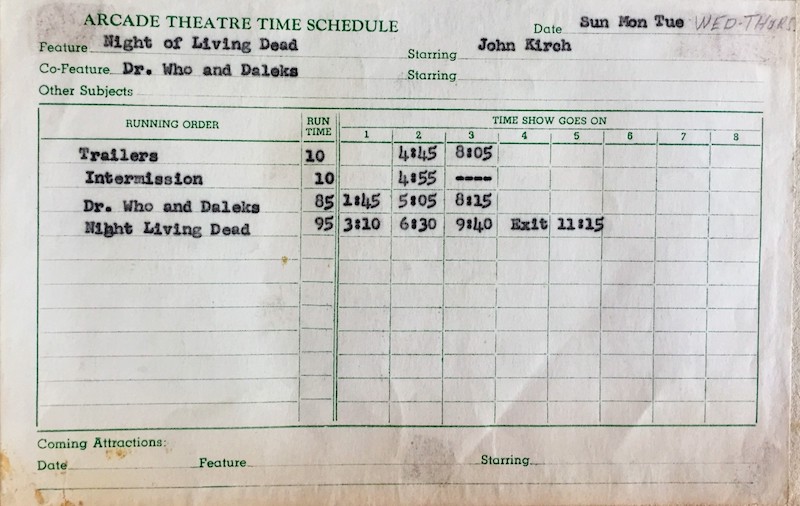 ARCADE THEATRE TIME SCHEDULE
Date Sun Mon Tue WED-THURS
Feature Night of Living Dead Starring John Kirch
Co-Feature Dr. Who and Daleks Starring
Other Subjects
RUNNING ORDER RUN TIME TIME SHOW GOES ON
1 2 3 4 5 6 7 8
Trailers 10 4:45 8:05
Intermission 10 4:55 ----
Dr. Who and Daleks 85 1:45 5:05 8:15
Night Living Dead 95 3:10 6:30 9:40 Exit 11:15
Coming Attractions:
Date Feature Starring